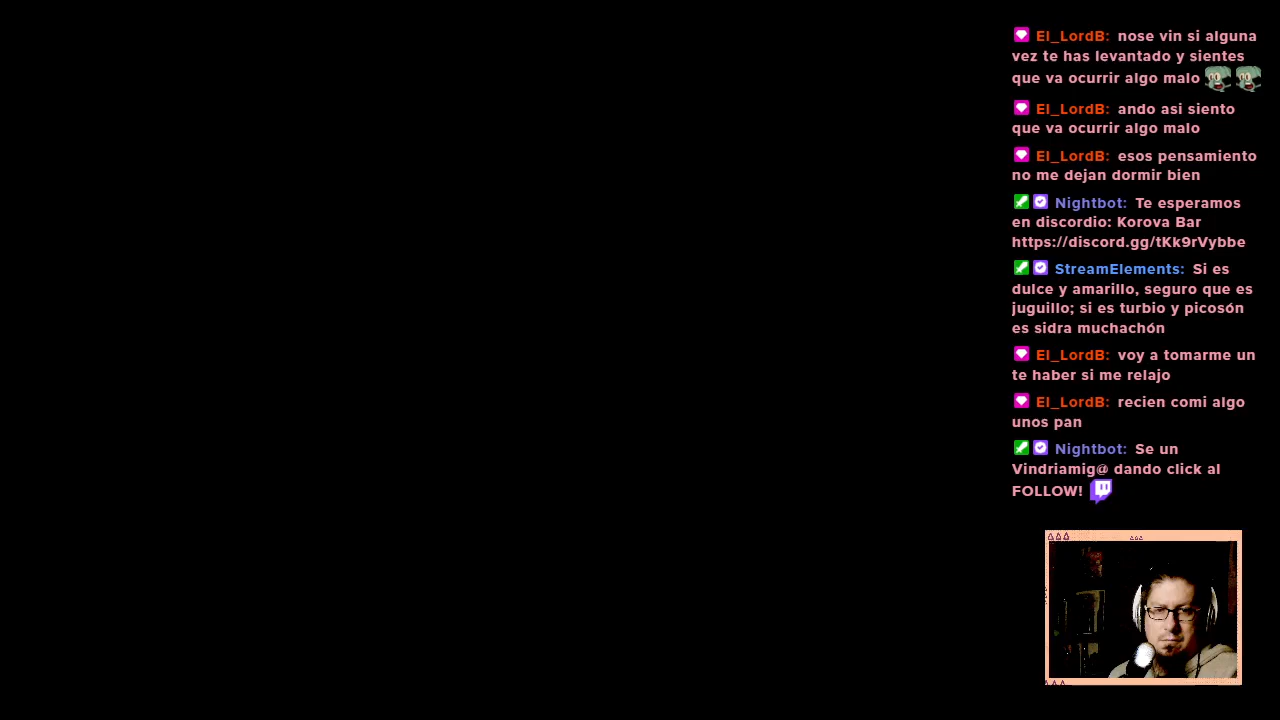 El_LordB: nose vin si alguna
vez te has levantado y sientes
que va ocurrir algo malo
El_LordB: ando asi siento
que va ocurrir algo malo
El_LordB: esos pensamiento
no me dejan dormir bien
Nightbot: Te esperamos
en discordio: Korova Bar
https://discord.gg/tKk9rVybbe
StreamElements: Si es
dulce y amarillo, seguro que es
juguillo; si es turbio y picosón
es sidra muchachón
El_LordB: voy a tomarme un
te haber si me relajo
El_LordB: recien comi algo
unos pan
Nightbot: Se un
Vindriamig@ dando click al
FOLLOW!